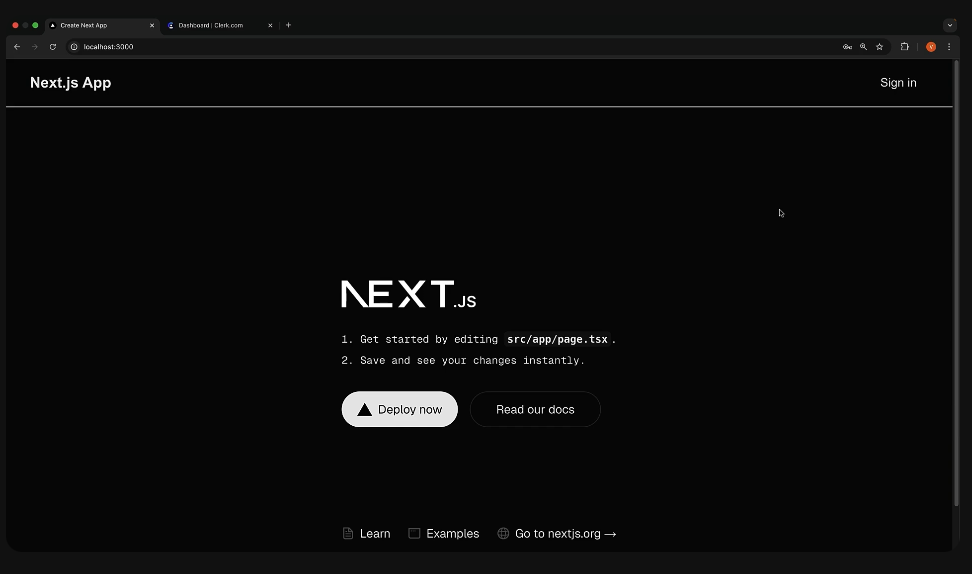 Create Next App
Dashboard | Clerk.com
localhost:3000
V
Next.js App
Sign in
NEXT.JS
1. Get started by editing src/app/page.tsx.
2. Save and see your changes instantly.
Deploy now
Read our docs
Learn
Examples
Go to nextjs.org →